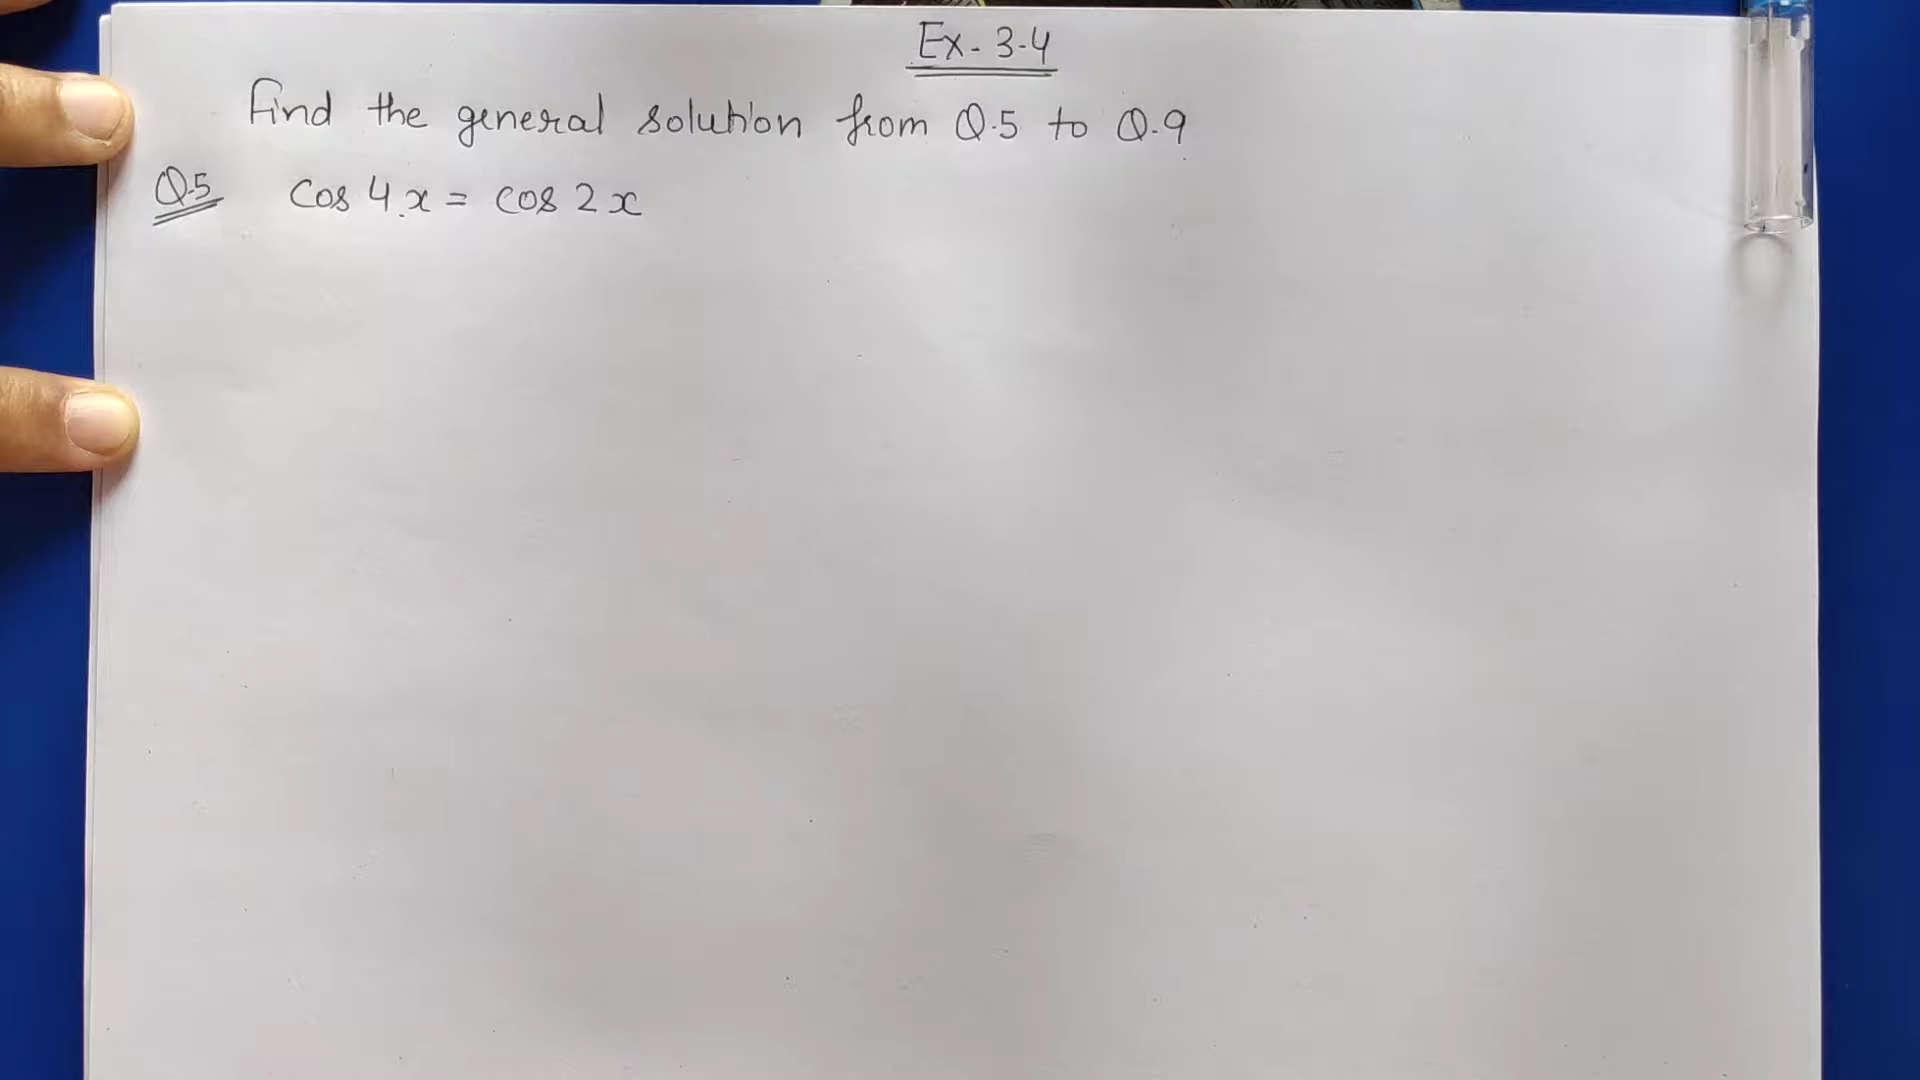 Ex- 3.4
Find the general solution from Q.5 to Q.9
Q.5 cos 4x = cos 2x